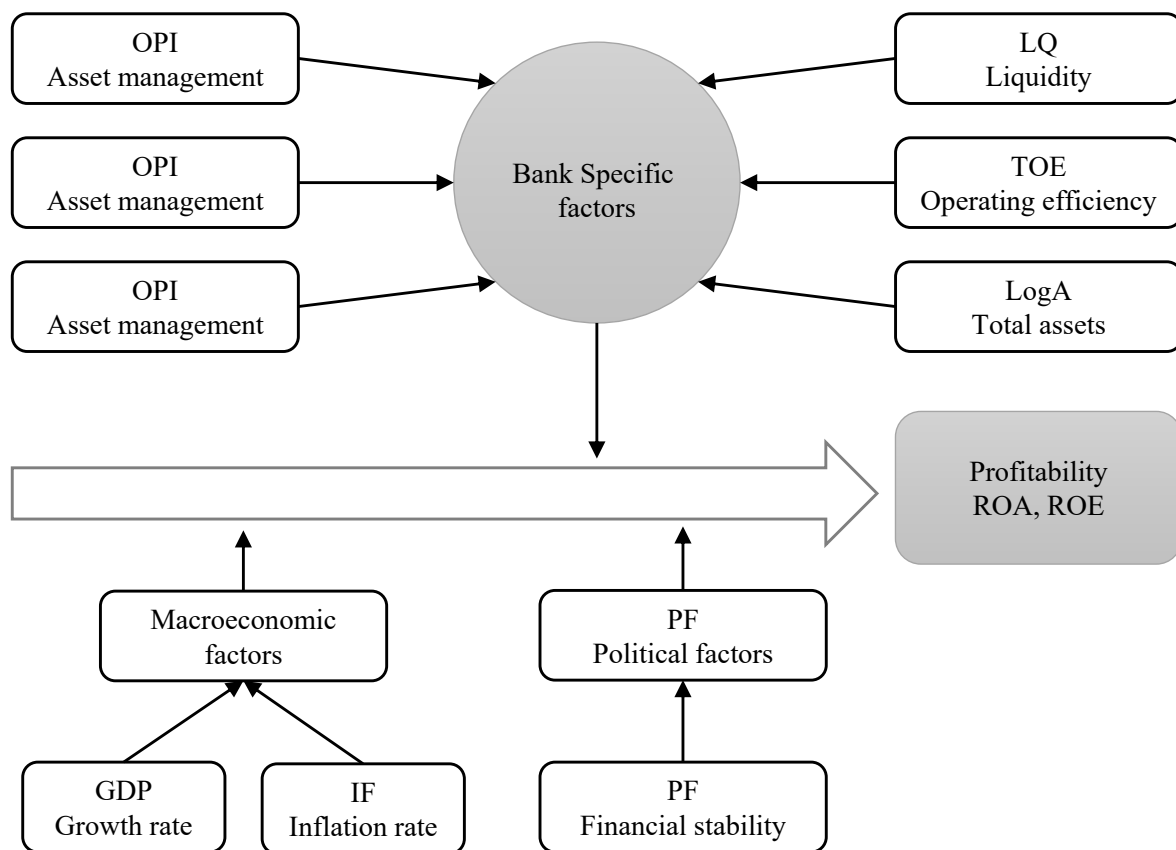 OPI
Asset management
LQ
Liquidity
OPI
Asset management
Bank Specific
factors
TOE
Operating efficiency
OPI
Asset management
LogA
Total assets
Profitability
ROA, ROE
Macroeconomic
factors
PF
Political factors
GDP
Growth rate
IF
Inflation rate
PF
Financial stability